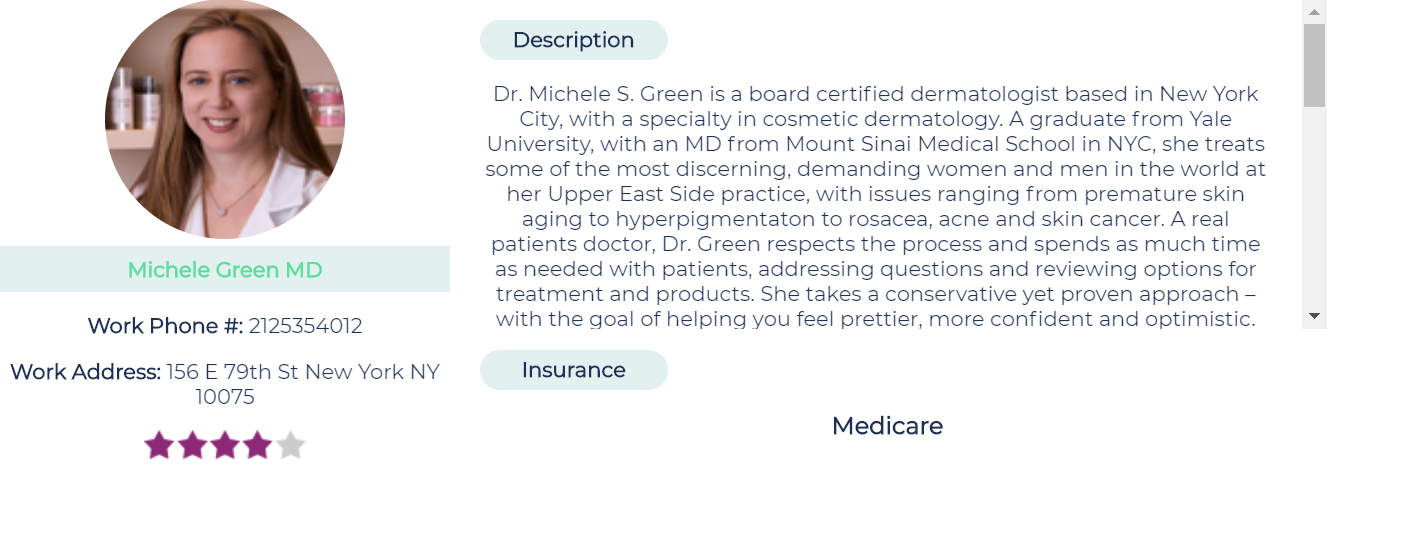 Michele Green MD
Work Phone #: 2125354012
Work Address: 156 E 79th St New York NY
10075
Description
Dr. Michele S. Green is a board certified dermatologist based in New York
City, with a specialty in cosmetic dermatology. A graduate from Yale
University, with an MD from Mount Sinai Medical School in NYC, she treats
some of the most discerning, demanding women and men in the world at
her Upper East Side practice, with issues ranging from premature skin
aging to hyperpigmentaton to rosacea, acne and skin cancer. A real
patients doctor, Dr. Green respects the process and spends as much time
as needed with patients, addressing questions and reviewing options for
treatment and products. She takes a conservative yet proven approach –
with the goal of helping you feel prettier, more confident and optimistic.
Insurance
Medicare